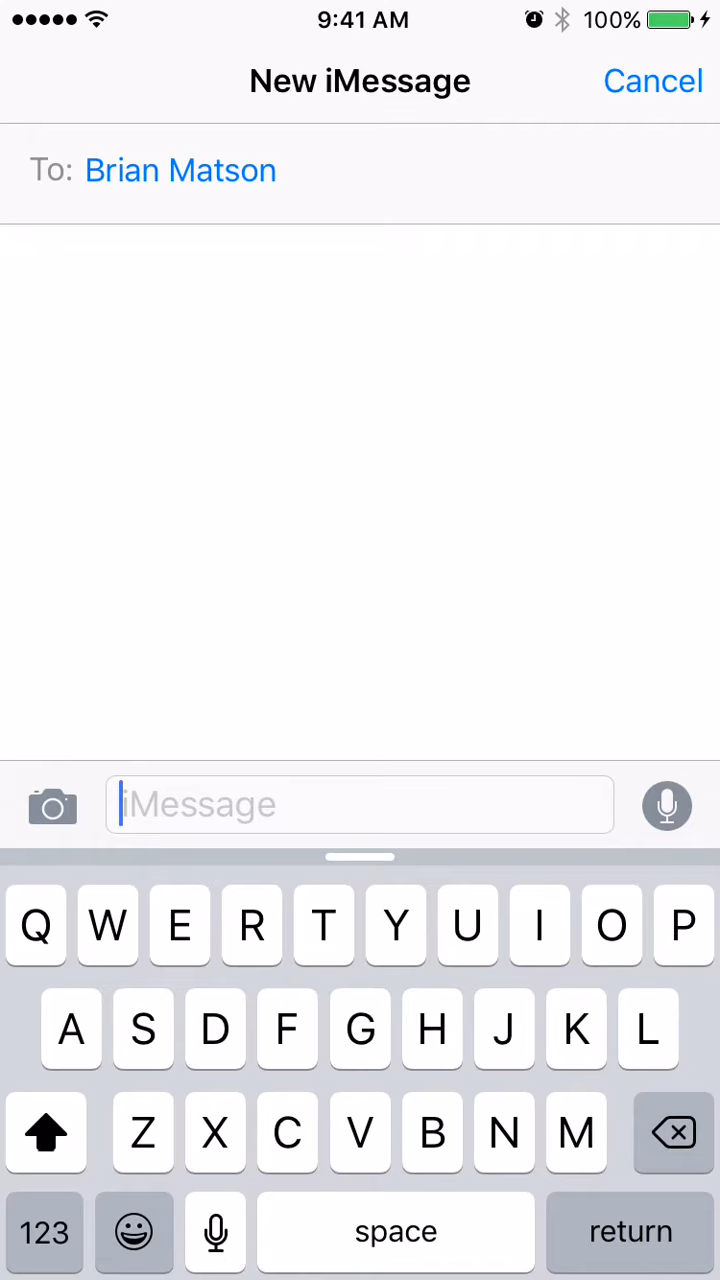 9:41 AM 100%
New iMessage Cancel
To: Brian Matson
iMessage
Q W E R T Y U I O P
A S D F G H J K L
Z X C V B N M
123 space return